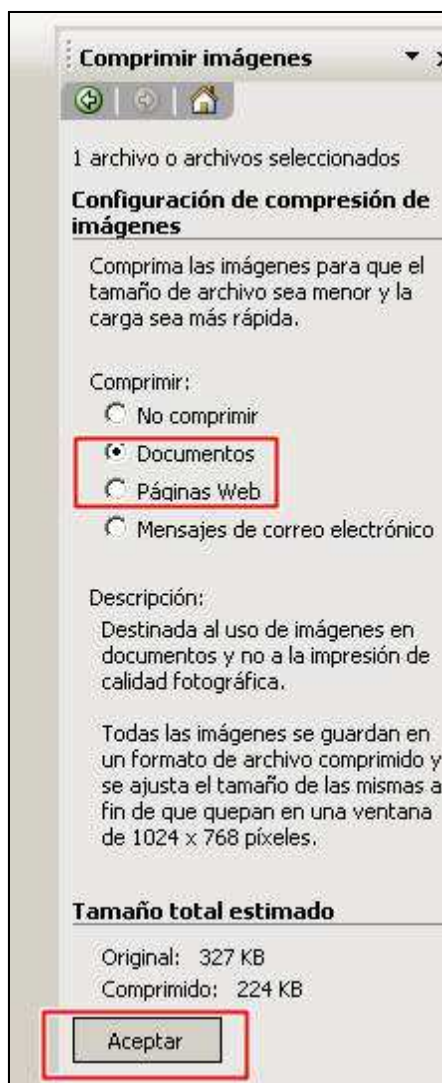 Comprimir imágenes
1 archivo o archivos seleccionados
Configuración de compresión de
imágenes
Comprima las imágenes para que el
tamaño de archivo sea menor y la
carga sea más rápida.
Comprimir:
No comprimir
Documentos
Páginas Web
Mensajes de correo electrónico
Descripción:
Destinada al uso de imágenes en
documentos y no a la impresión de
calidad fotográfica.
Todas las imágenes se guardan en
un formato de archivo comprimido y
se ajusta el tamaño de las mismas a
fin de que quepan en una ventana
de 1024 x 768 píxeles.
Tamaño total estimado
Original: 327 KB
Comprimido: 224 KB
Aceptar